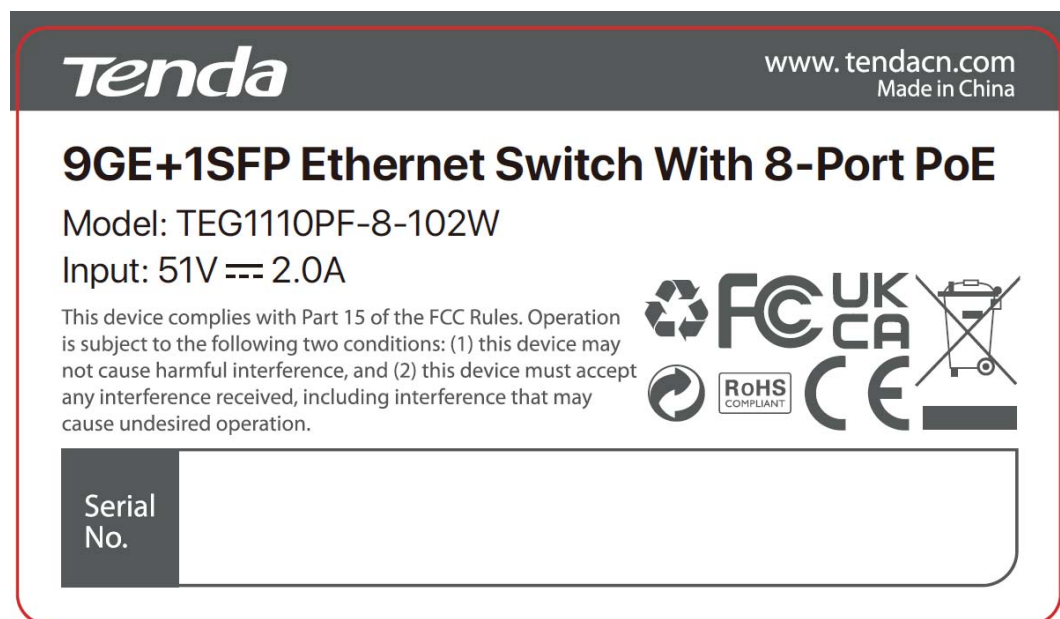 Tenda
www. tendacn.com
Made in China
9GE+1SFP Ethernet Switch With 8-Port PoE
Model: TEG1110PF-8-102W
Input: 51V ⎓ 2.0A
This device complies with Part 15 of the FCC Rules. Operation
is subject to the following two conditions: (1) this device may
not cause harmful interference, and (2) this device must accept
any interference received, including interference that may
cause undesired operation.
FC
UK
CA
RoHS
COMPLIANT
CE
Serial
No.